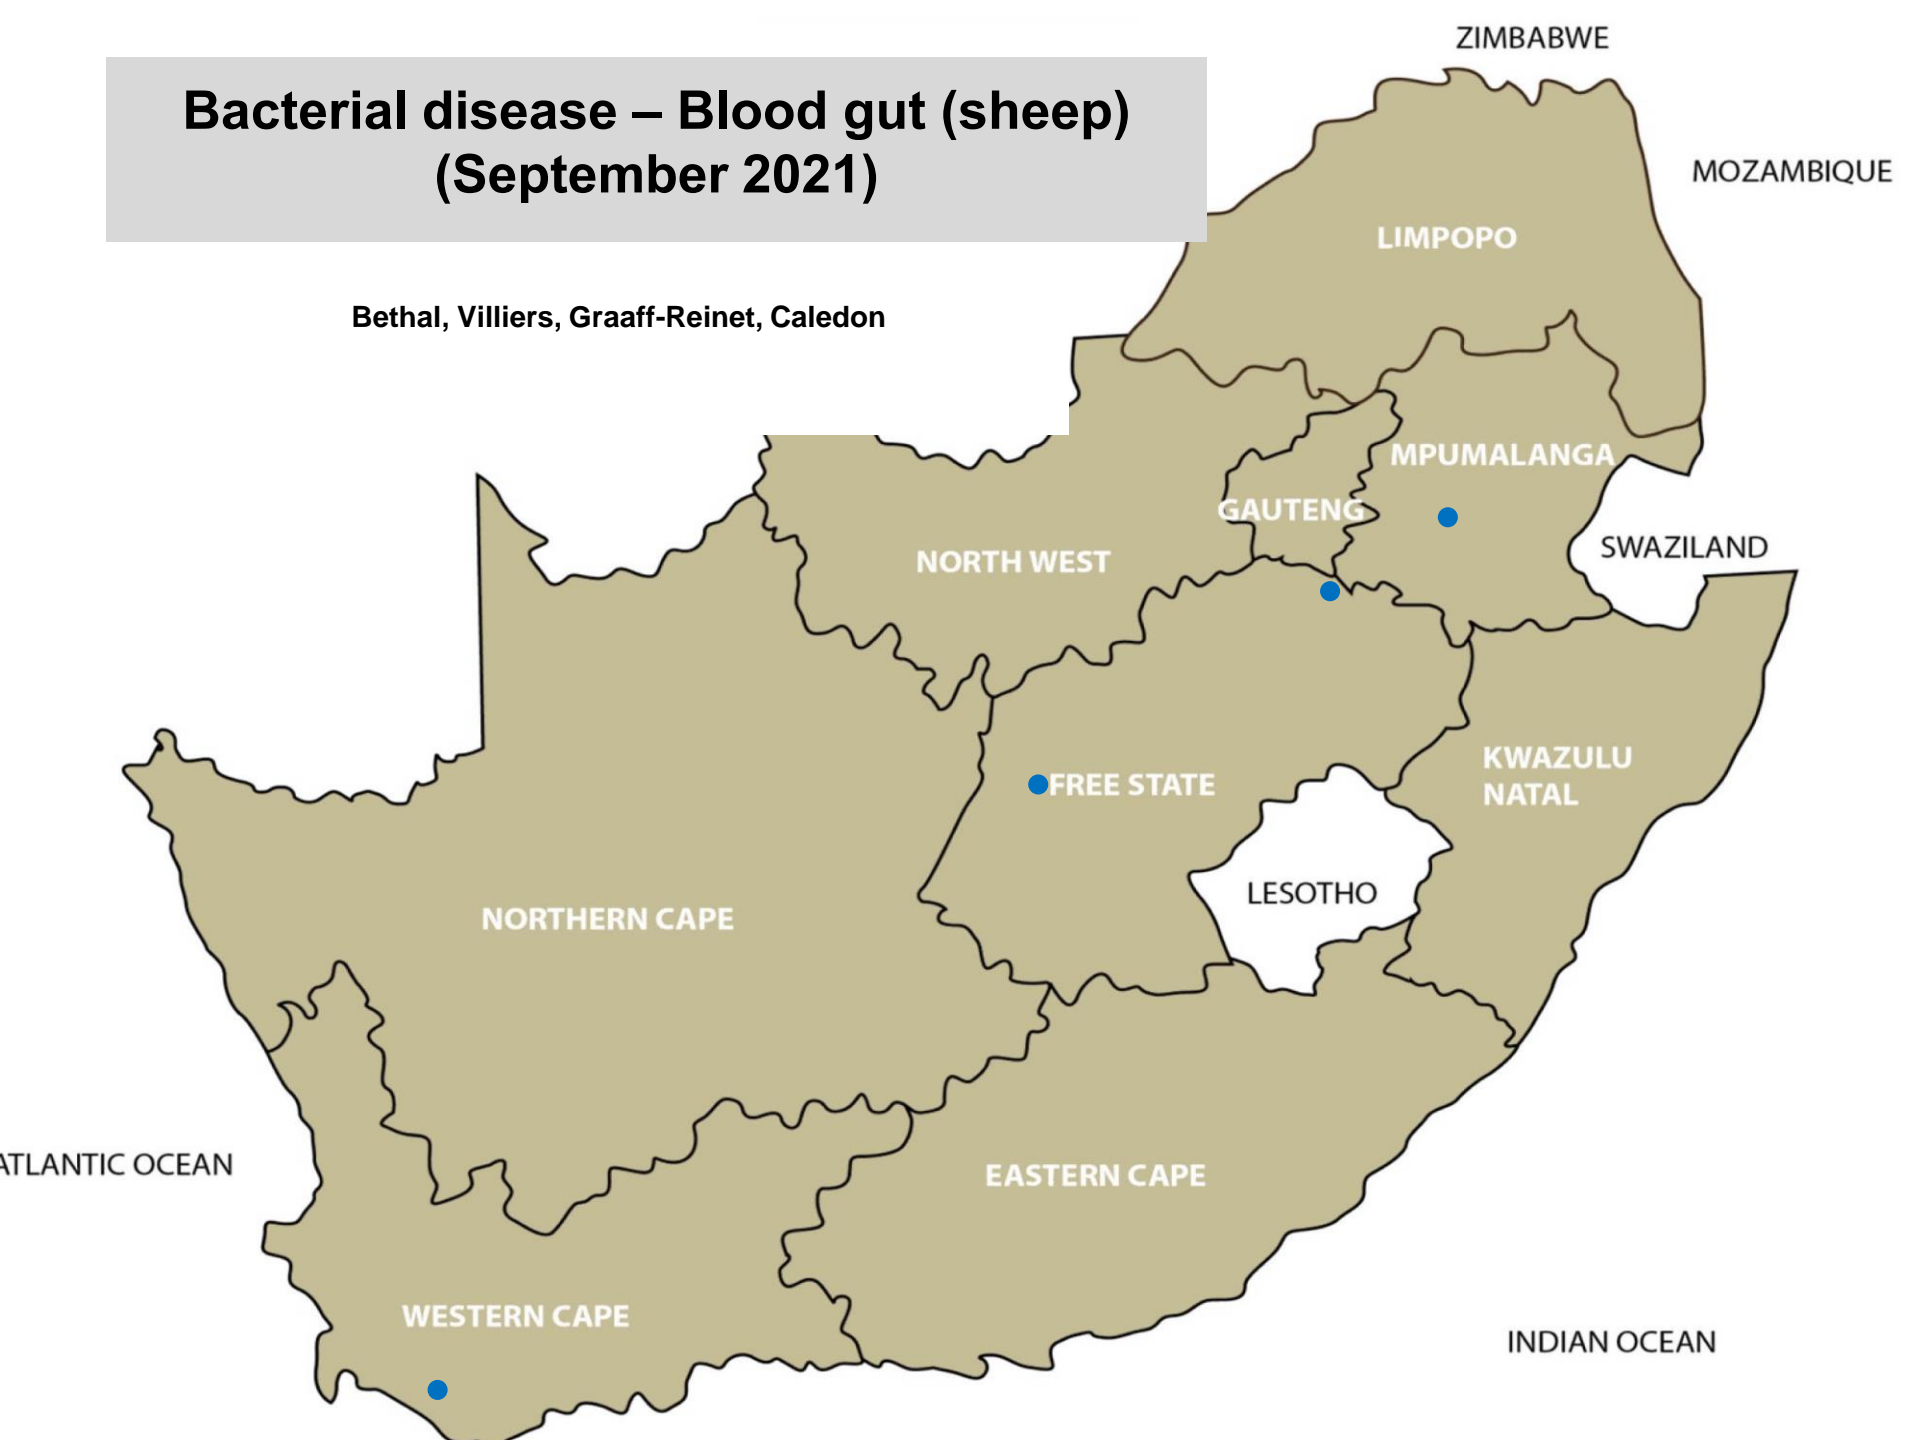 ZIMBABWE
Bacterial disease – Blood gut (sheep)
(September 2021)
MOZAMBIQUE
LIMPOPO
Bethal, Villiers, Graaff-Reinet, Caledon
MPUMALANGA
GAUTENG
SWAZILAND
NORTH WEST
KWAZULU
NATAL
FREE STATE
LESOTHO
NORTHERN CAPE
ATLANTIC OCEAN
EASTERN CAPE
WESTERN CAPE
INDIAN OCEAN